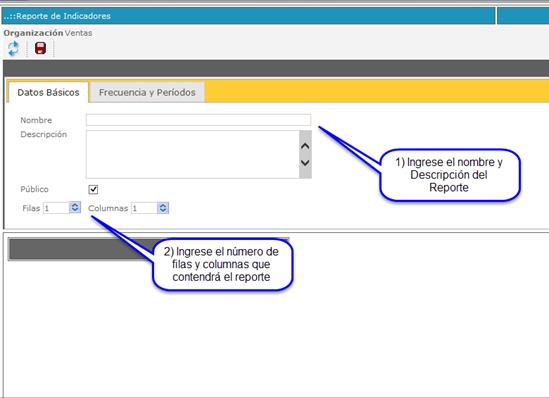 ..::Reporte de Indicadores
Organización Ventas
Datos Básicos Frecuencia y Períodos
Nombre
Descripción
1) Ingrese el nombre y
Descripción del
Reporte
Público
Filas 1 Columnas 1
2) Ingrese el número de
filas y columnas que
contendrá el reporte